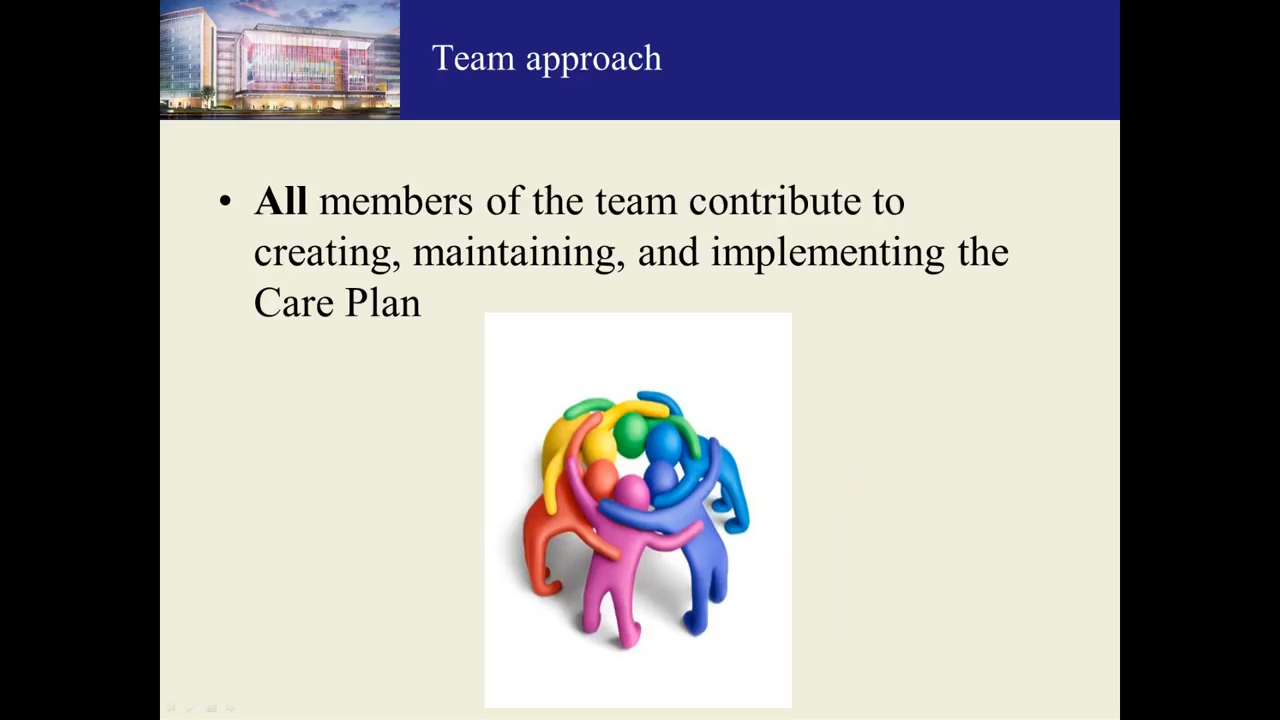 Team approach
• All members of the team contribute to
creating, maintaining, and implementing the
Care Plan